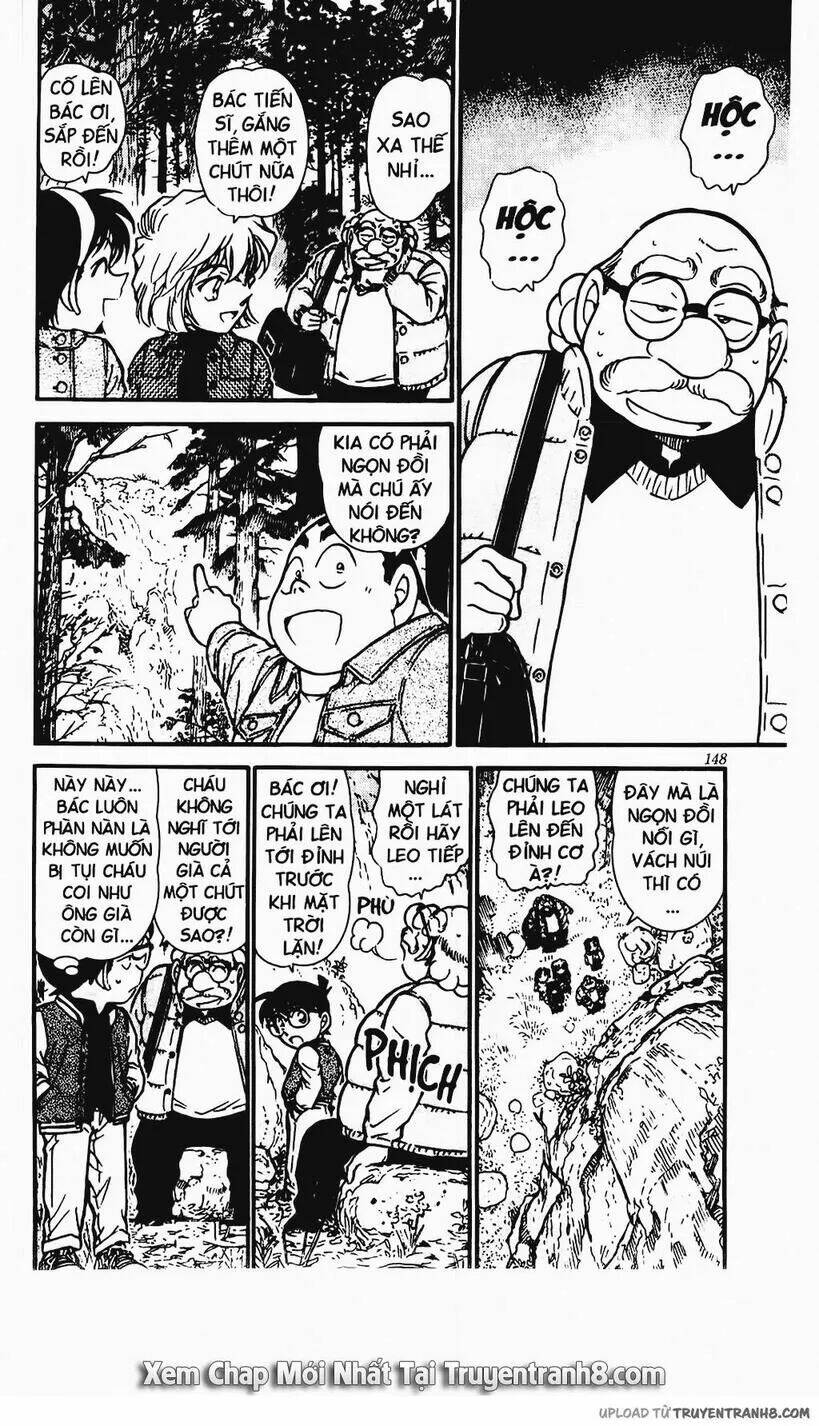 HỘC
...
HỘC
...
SAO
XA THẾ
NHỈ...
BÁC TIẾN
SĨ, GẮNG
THÊM MỘT
CHÚT NỮA
THÔI!
CỐ LÊN
BÁC ƠI,
SẮP ĐẾN
RỒI!
KIA CÓ PHẢI
NGỌN ĐỒI
MÀ CHÚ ẤY
NÓI ĐẾN
KHÔNG?
148
ĐÂY MÀ LÀ
NGỌN ĐỒI
NỔI GÌ,
VÁCH NÚI
THÌ CÓ
...
CHÚNG TA
PHẢI LEO
LÊN ĐẾN
ĐỈNH CƠ
À?!
NGHỈ
MỘT LÁT
RỒI HÃY
LEO TIẾP
...
PHÙ
PHỊCH
BÁC ƠI!
CHÚNG TA
PHẢI LÊN
TỚI ĐỈNH
TRƯỚC
KHI MẶT
TRỜI
LẶN!
CHÁU
KHÔNG
NGHĨ TỚI
NGƯỜI
GIÀ CẢ
MỘT CHÚT
ĐƯỢC
SAO?!
NÀY NÀY...
BÁC LUÔN
PHÀN NÀN LÀ
KHÔNG MUỐN
BỊ TỤI CHÁU
COI NHƯ
ÔNG GIÀ
CÒN GÌ...
Xem Chap Mới Nhất Tại Truyentranh8.com
UPLOAD TỪ TRUYENTRANH8.COM